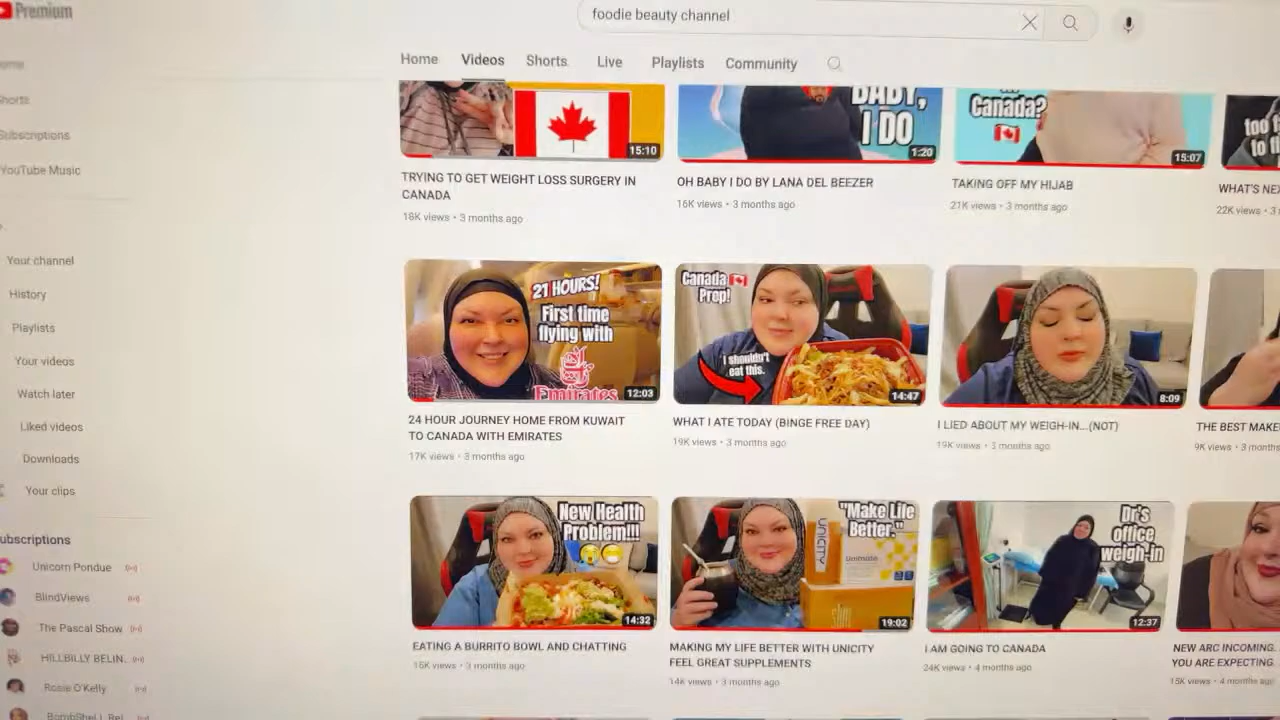 Premium
foodie beauty channel
Home Videos Shorts Live Playlists Community
Shorts
Subscriptions
YouTube Music
Your channel
History
Playlists
Your videos
Watch later
Liked videos
Downloads
Your clips
Subscriptions
Unicorn Pondue
BlindViews
The Pascal Show
HILLBILLY BELIN..
Rosie O'Kelly
15:10
TRYING TO GET WEIGHT LOSS SURGERY IN
CANADA
18K views • 3 months ago
BABY,
I DO
1:20
OH BABY I DO BY LANA DEL BEEZER
16K views • 3 months ago
Canada?
15:07
TAKING OFF MY HIJAB
21K views • 3 months ago
too
to
WHAT'S NE
22K views • 3
21 HOURS!
First time
flying with
Emirates
12:03
24 HOUR JOURNEY HOME FROM KUWAIT
TO CANADA WITH EMIRATES
17K views • 3 months ago
Canada
Prep!
I shouldn't
eat this.
14:47
WHAT I ATE TODAY (BINGE FREE DAY)
19K views • 3 months ago
8:09
I LIED ABOUT MY WEIGH-IN...(NOT)
19K views • 3 months ago
THE BEST MAKE
9K views • 3 mont
New Health
Problem!!!
14:32
EATING A BURRITO BOWL AND CHATTING
16K views • 3 months ago
"Make Life
Better."
UNICITY
Unimate
19:02
MAKING MY LIFE BETTER WITH UNICITY
FEEL GREAT SUPPLEMENTS
14K views • 3 months ago
Dr's
office
weigh-in
12:37
I AM GOING TO CANADA
24K views • 4 months ago
NEW ARC INCOMING.
YOU ARE EXPECTING.
15K views • 4 months ago